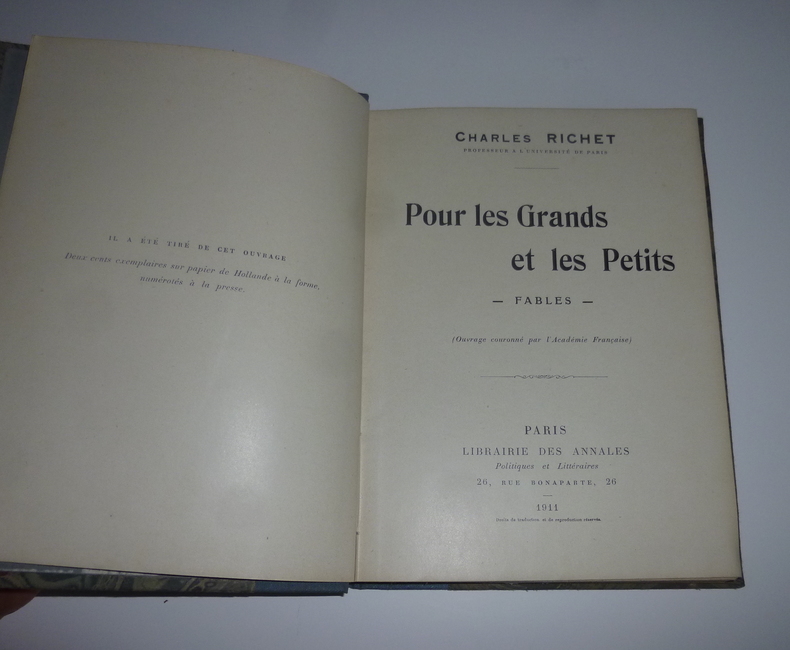 IL A ÉTÉ TIRÉ DE CET OUVRAGE
Deux cents exemplaires sur papier de Hollande à la forme,
numérotés à la presse.
CHARLES RICHET
PROFESSEUR A L'UNIVERSITÉ DE PARIS
Pour les Grands
et les Petits
— FABLES —
(Ouvrage couronné par l'Académie Française)
PARIS
LIBRAIRIE DES ANNALES
Politiques et Littéraires
26, RUE BONAPARTE, 26
1911
Droits de traduction et de reproduction réservés.